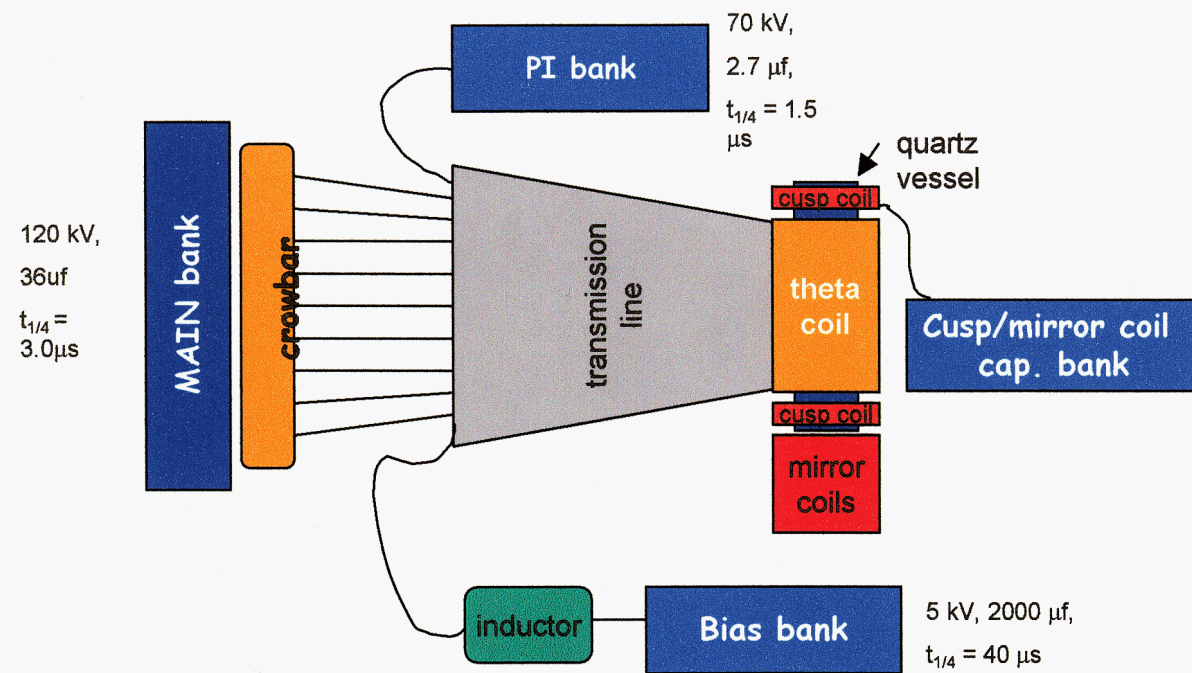 70 kV,
2.7 μf,
t1/4 = 1.5
μs
PI bank
quartz
vessel
cusp coil
MAIN bank
120 kV,
36uf
t1/4 =
3.0μs
crowbar
transmission
line
theta
coil
Cusp/mirror coil
cap. bank
cusp coil
mirror
coils
inductor
Bias bank
5 kV, 2000 μf,
t1/4 = 40 μs